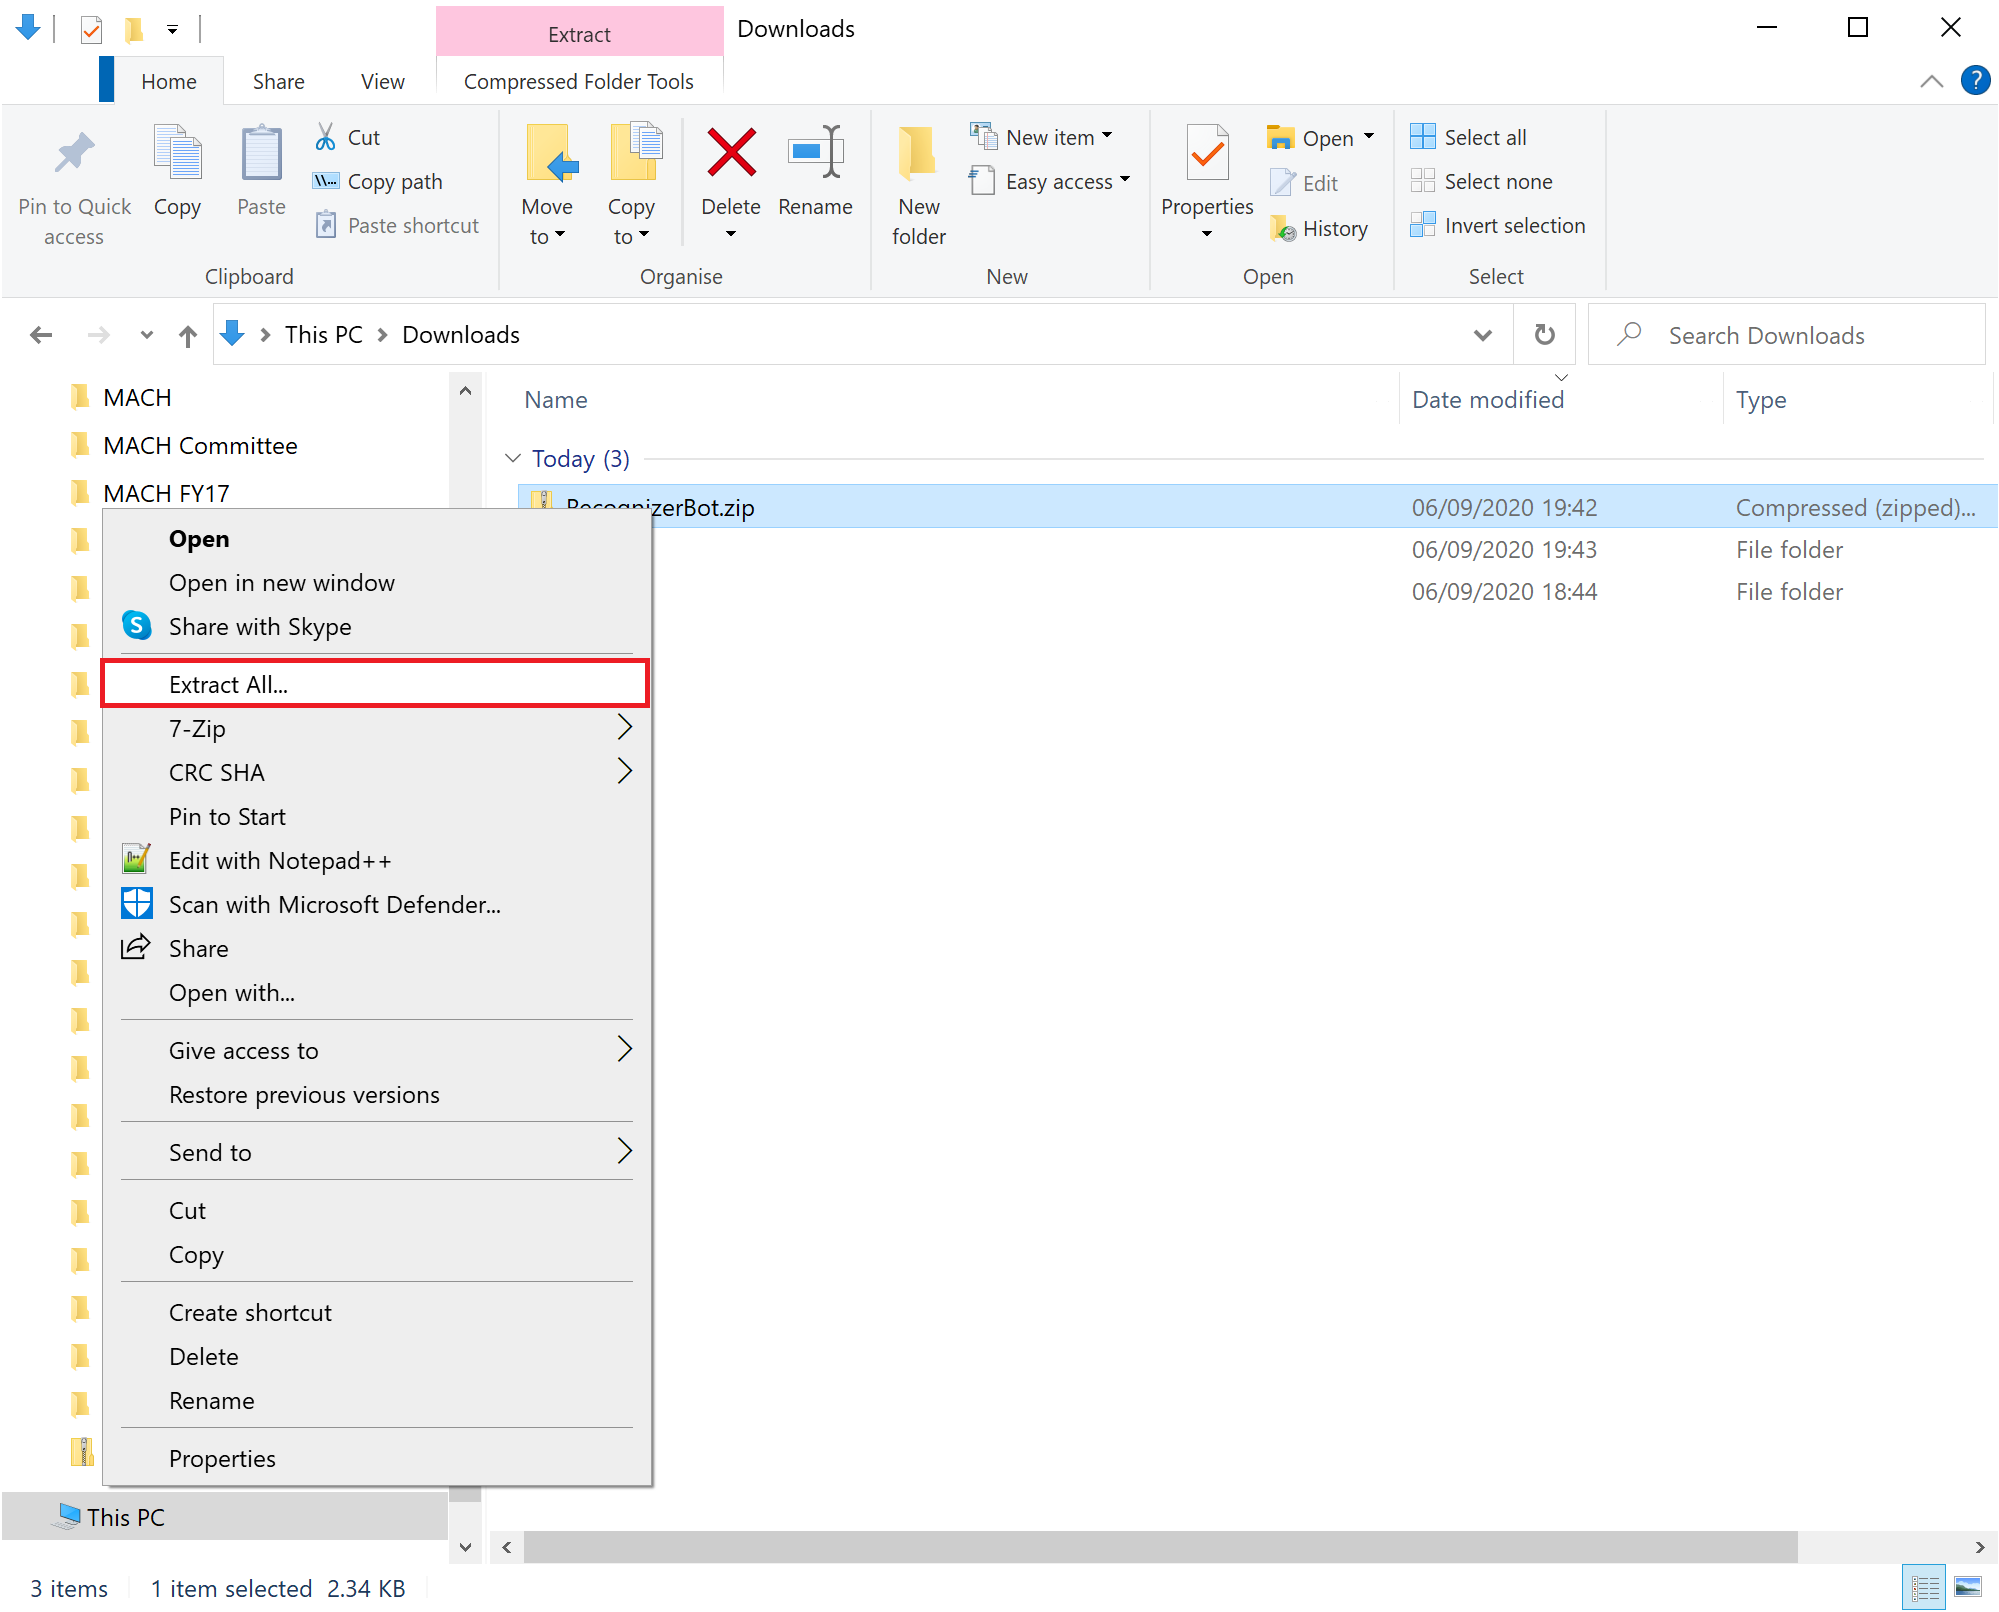 Extract
Downloads
Home
Share
View
Compressed Folder Tools
Pin to Quick
access
Copy
Paste
Cut
Copy path
Paste shortcut
Clipboard
Move
to
Copy
to
Delete
Rename
Organise
New
folder
New item
Easy access
New
Properties
Open
Edit
History
Open
Select all
Select none
Invert selection
Select
This PC
Downloads
Search Downloads
MACH
MACH Committee
MACH FY17
Name
Date modified
Type
Today (3)
RecognizerBot.zip
06/09/2020 19:42
Compressed (zipped)...
06/09/2020 19:43
File folder
06/09/2020 18:44
File folder
Open
Open in new window
Share with Skype
Extract All...
7-Zip
CRC SHA
Pin to Start
Edit with Notepad++
Scan with Microsoft Defender...
Share
Open with...
Give access to
Restore previous versions
Send to
Cut
Copy
Create shortcut
Delete
Rename
Properties
This PC
3 items
1 item selected 2.34 KB